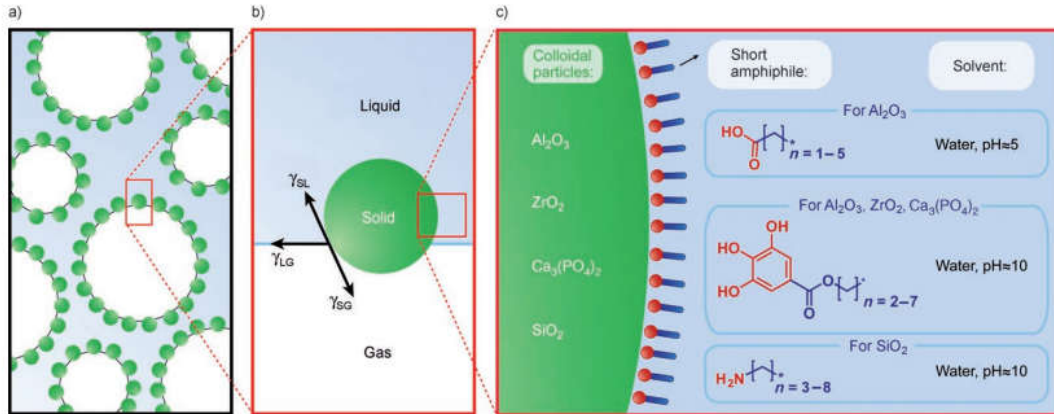 a)
b)
c)
Liquid
γSL
Solid
γLG
γSG
Gas
Colloidal
particles:
Al₂O₃
ZrO₂
Ca₃(PO₄)₂
SiO₂
Short
amphiphile:
Solvent:
For Al₂O₃
HO
O
*
n = 1–5
Water, pH≈5
For Al₂O₃, ZrO₂, Ca₃(PO₄)₂
OH
HO
HO
O
O
*
n = 2–7
Water, pH≈10
For SiO₂
H₂N
*
n = 3–8
Water, pH≈10